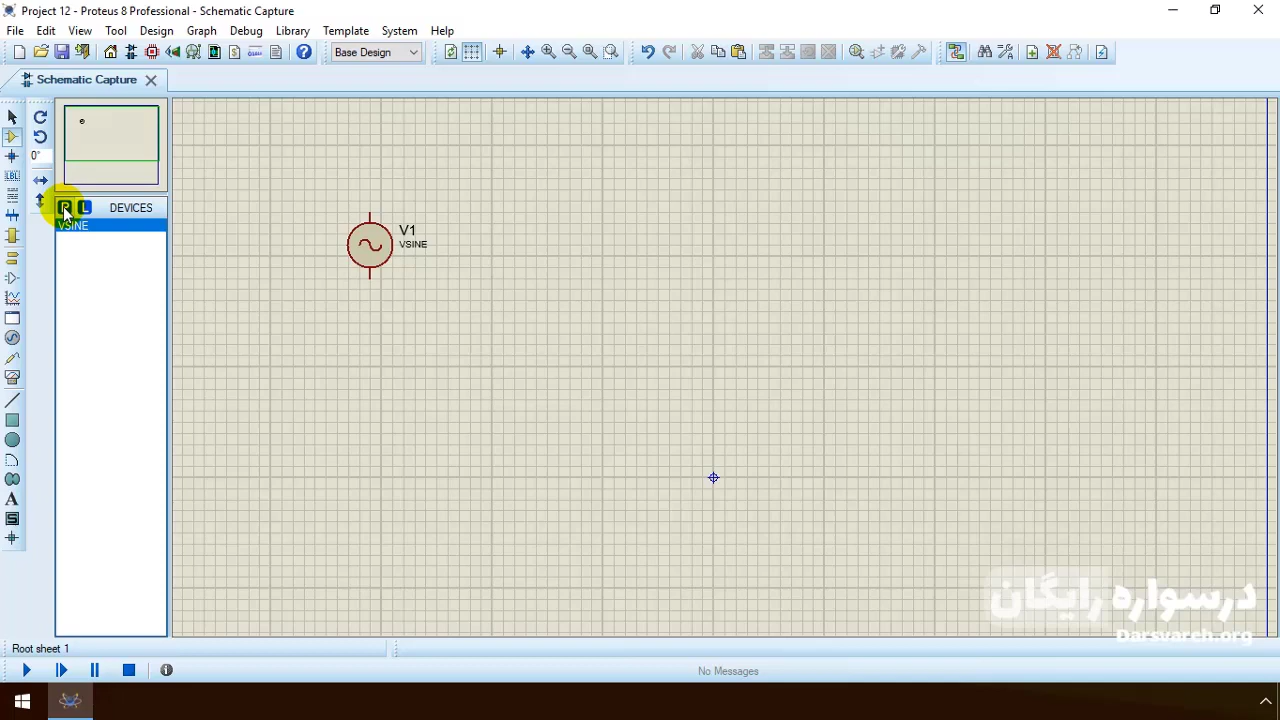 Project 12 - Proteus 8 Professional - Schematic Capture
File Edit View Tool Design Graph Debug Library Template System Help
Base Design
Schematic Capture
0°
LBL
P L DEVICES
VSINE
V1
VSINE
A
S
درسواره رایگان
Darsvareh.org
Root sheet 1
No Messages